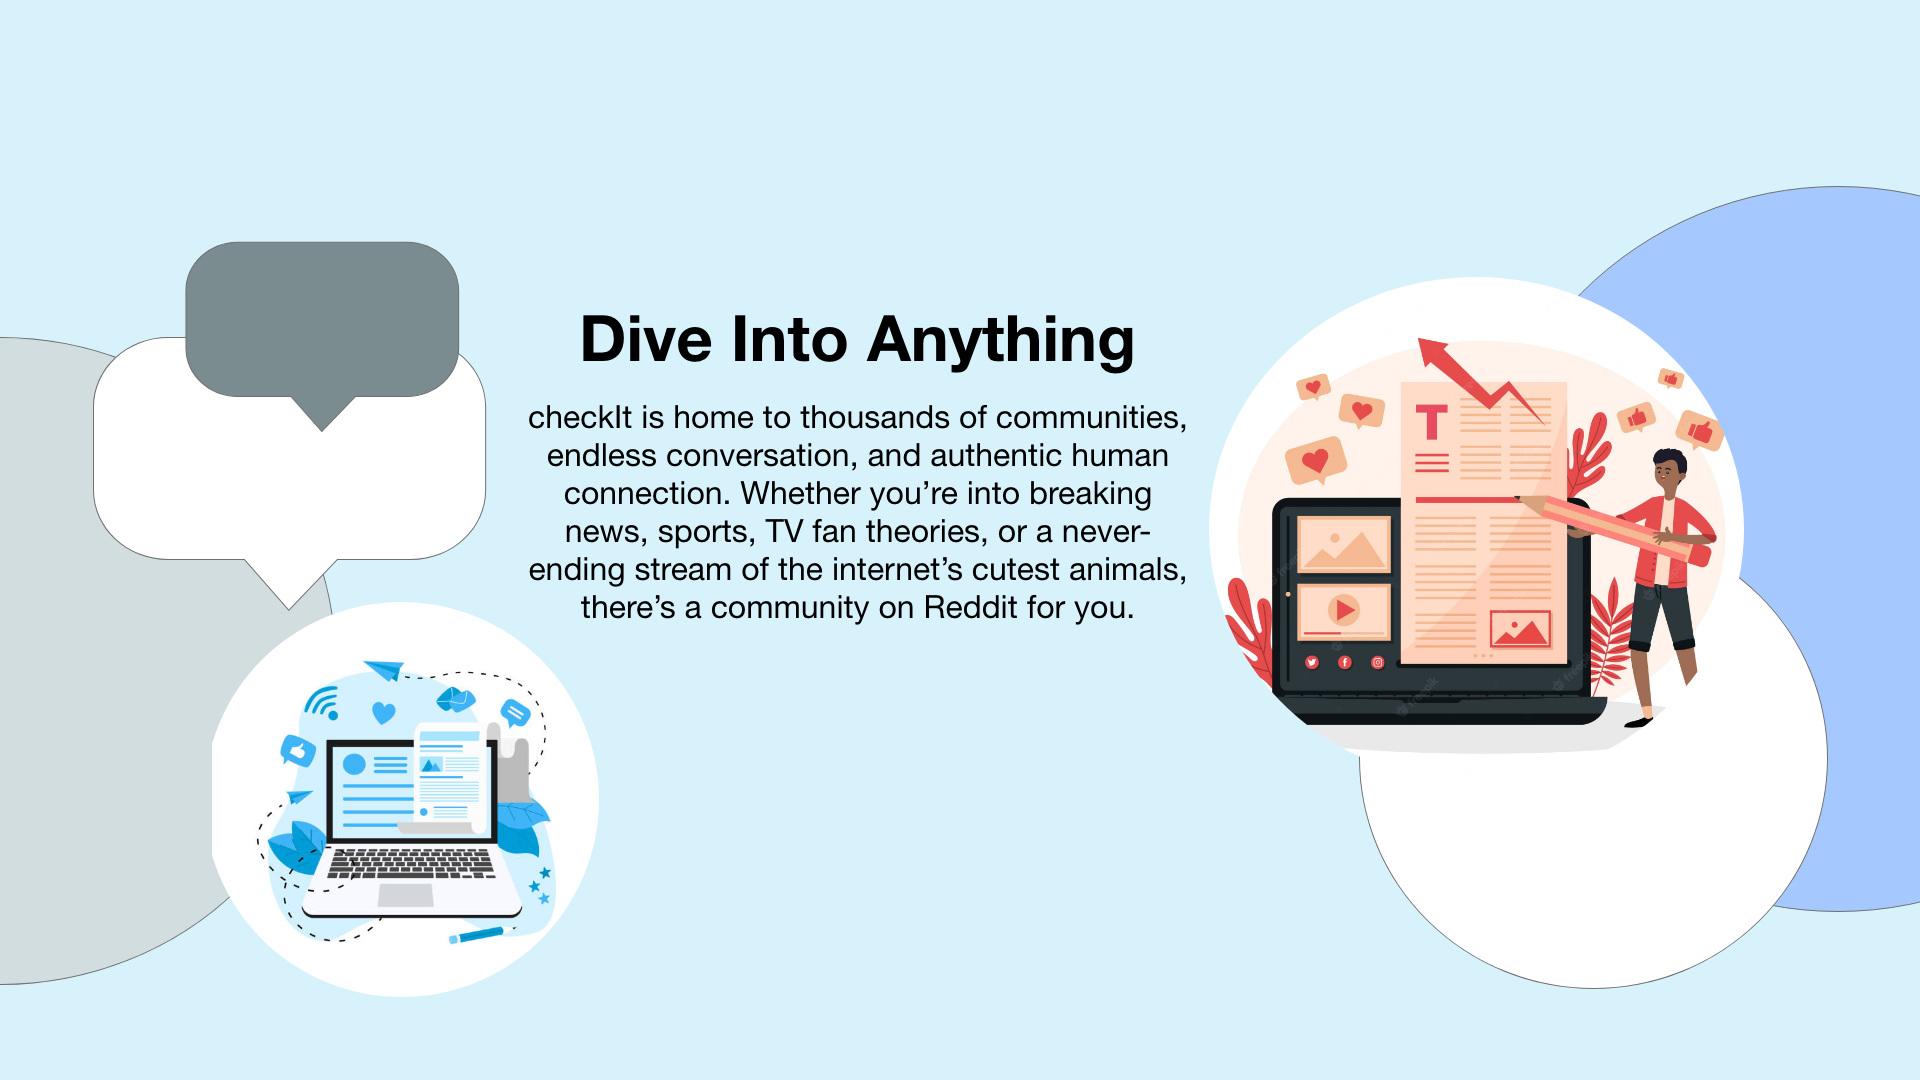 Dive Into Anything
checkIt is home to thousands of communities,
endless conversation, and authentic human
connection. Whether you’re into breaking
news, sports, TV fan theories, or a never-
ending stream of the internet’s cutest animals,
there’s a community on Reddit for you.
T